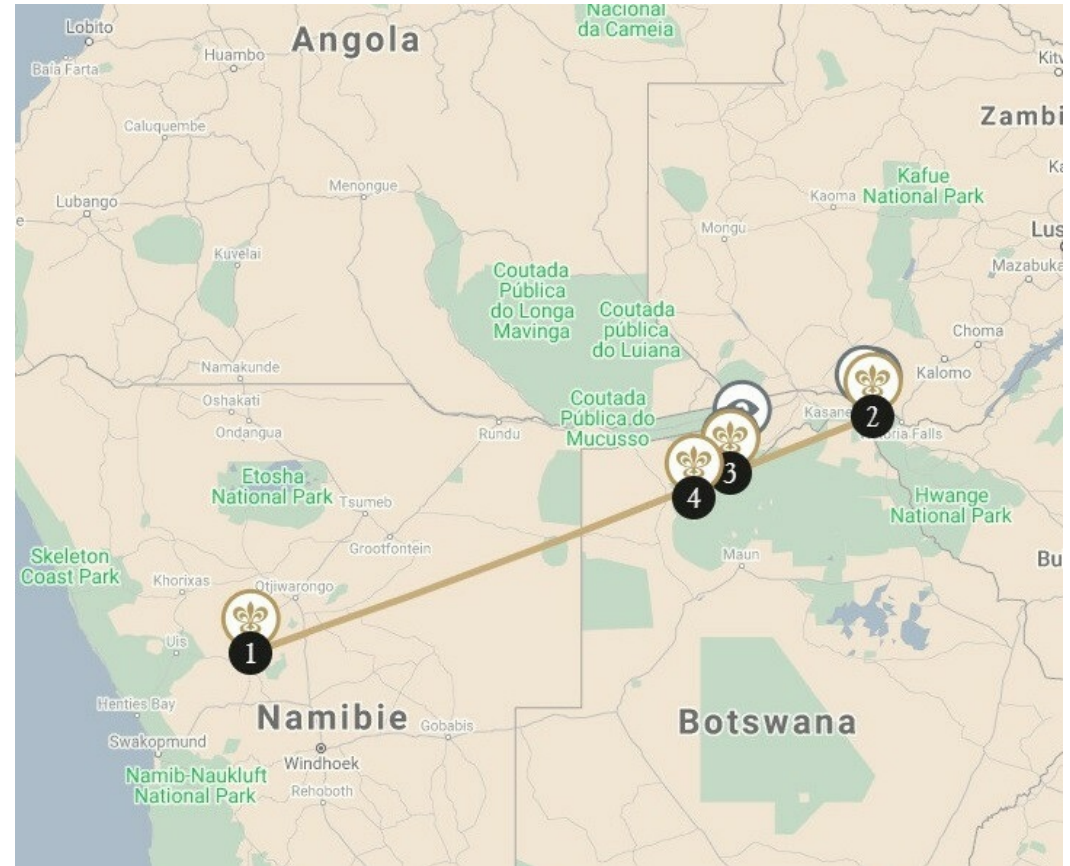 Nacional
da Cameia
Lobito
Angola
Huambo
Baía Farta
Kitw
Zambi
Caluquembe
Kafue
National Park
Ka
Menongue
Kaoma
Lubango
e
Mongu
Lus
Kuvelai
Mazabuka
Coutada
Pública
do Longa
Mavinga
Coutada
pública
do Luiana
Choma
Namakunde
Kalomo
Oshakati
Coutada
Pública do
Mucusso
Kasane
2
Ondangua
Rundu
Victoria Falls
Etosha
National Park
3
4
Tsumeb
Hwange
National Park
Grootfontein
Skeleton
Coast Park
Maun
Bu
Khorixas
Otjiwarongo
1
Uis
Henties Bay
Namibie
Gobabis
Botswana
Swakopmund
Windhoek
Namib-Naukluft
National Park
Rehoboth